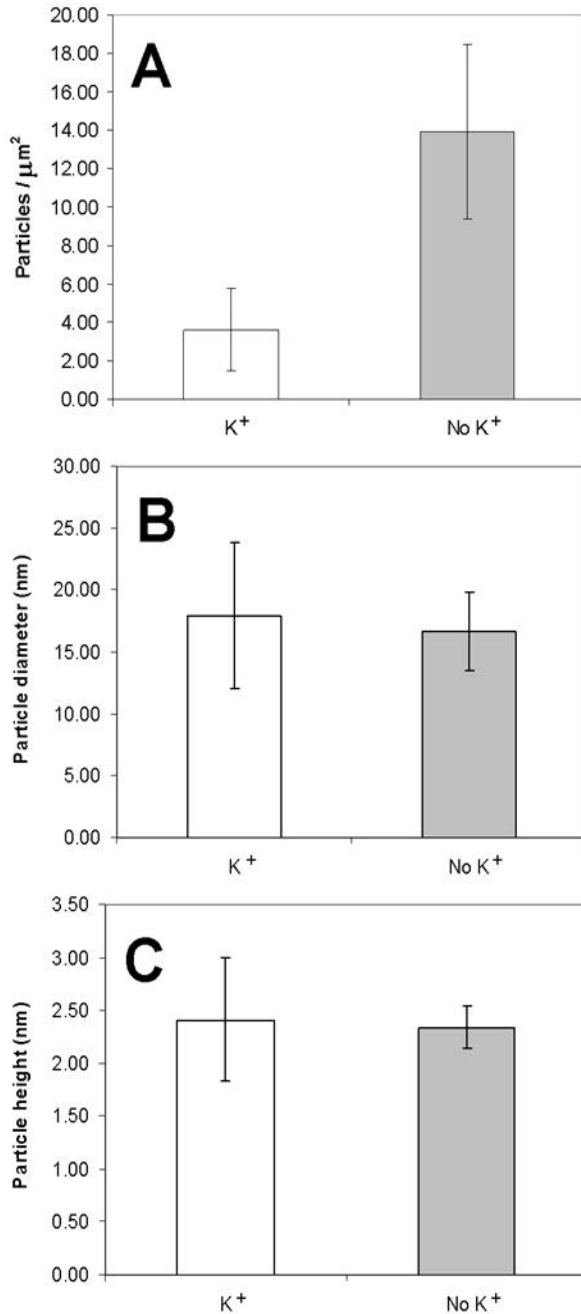 A
Particles / μm²
20.00
18.00
16.00
14.00
12.00
10.00
8.00
6.00
4.00
2.00
0.00
K⁺ No K⁺
B
Particle diameter (nm)
30.00
25.00
20.00
15.00
10.00
5.00
0.00
K⁺ No K⁺
C
Particle height (nm)
3.50
3.00
2.50
2.00
1.50
1.00
0.50
0.00
K⁺ No K⁺